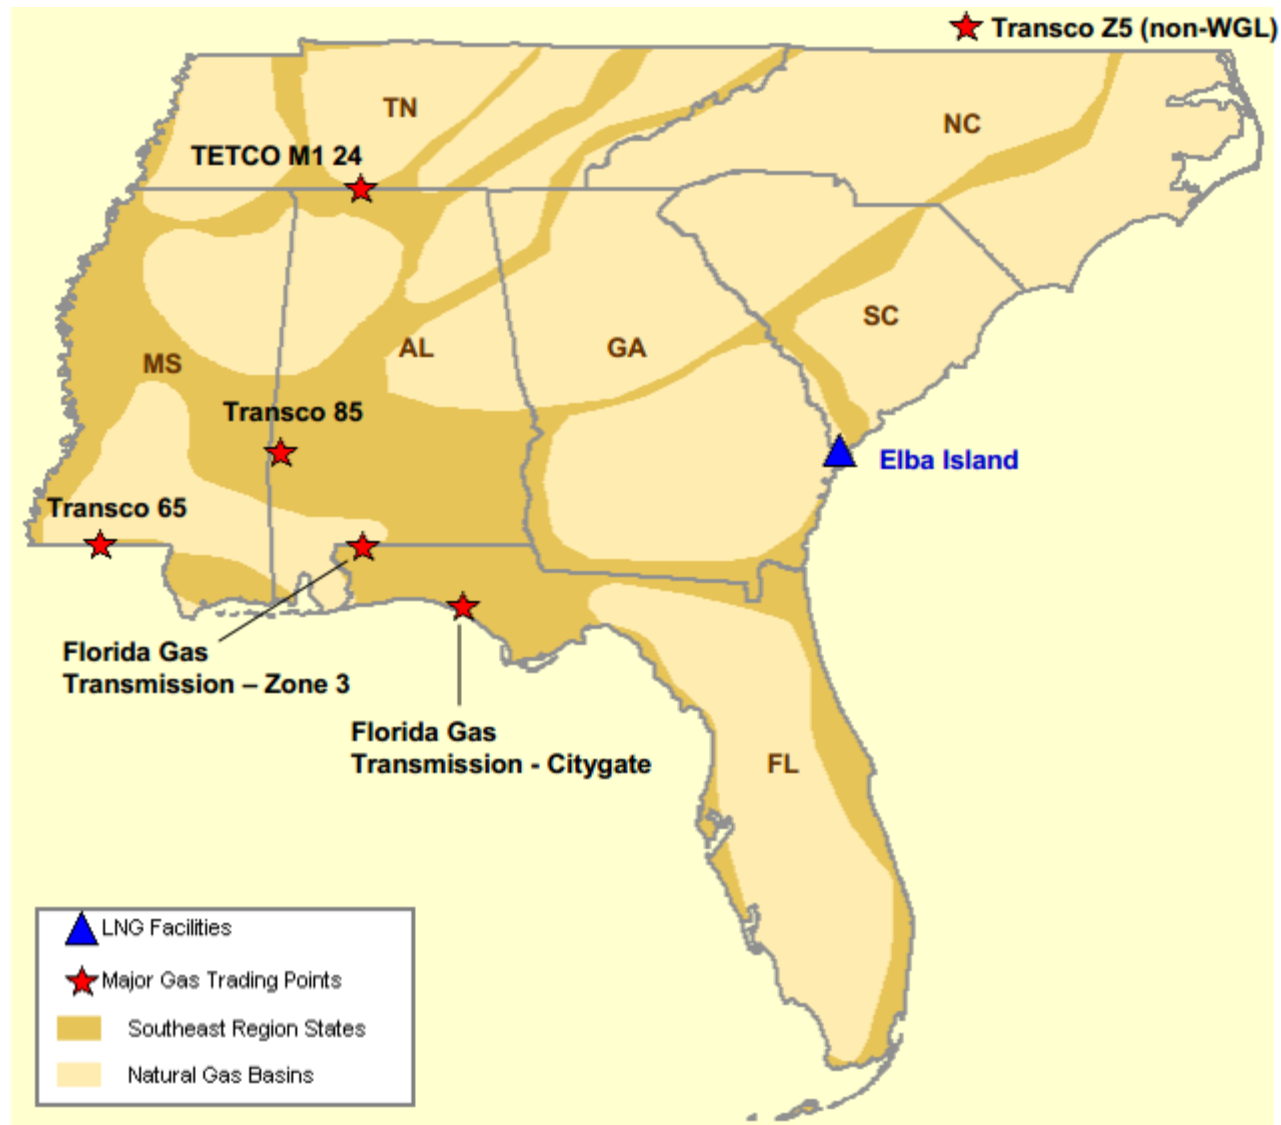 Transco Z5 (non-WGL)
TN
NC
TETCO M1 24
SC
MS
AL
GA
Transco 85
Elba Island
Transco 65
Florida Gas
Transmission – Zone 3
Florida Gas
Transmission - Citygate
FL
LNG Facilities
Major Gas Trading Points
Southeast Region States
Natural Gas Basins